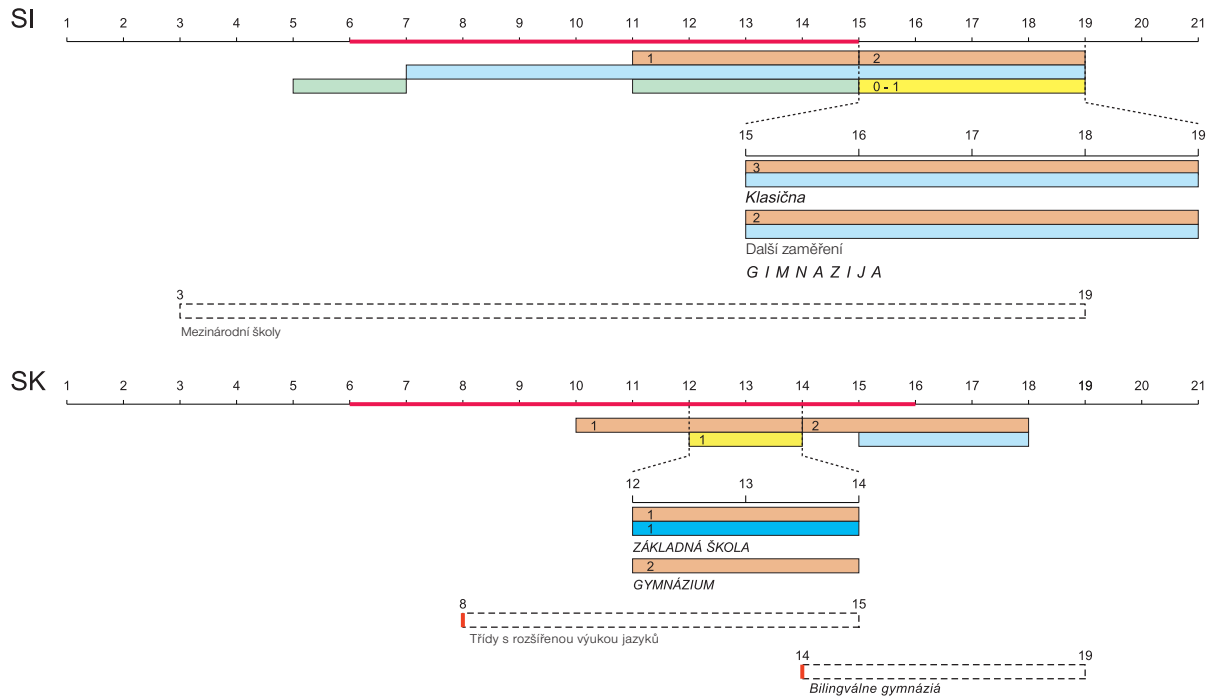 SI
1 2 3 4 5 6 7 8 9 10 11 12 13 14 15 16 17 18 19 20 21
1 2
0 - 1
15 16 17 18 19
3
Klasična
2
Další zaměření
GIMNAZIJA
3 19
Mezinárodní školy
SK
1 2 3 4 5 6 7 8 9 10 11 12 13 14 15 16 17 18 19 20 21
1 2
1
12 13 14
1
1
ZÁKLADNÁ ŠKOLA
2
GYMNÁZIUM
8 15
Třídy s rozšířenou výukou jazyků
14 19
Bilingválne gymnáziá